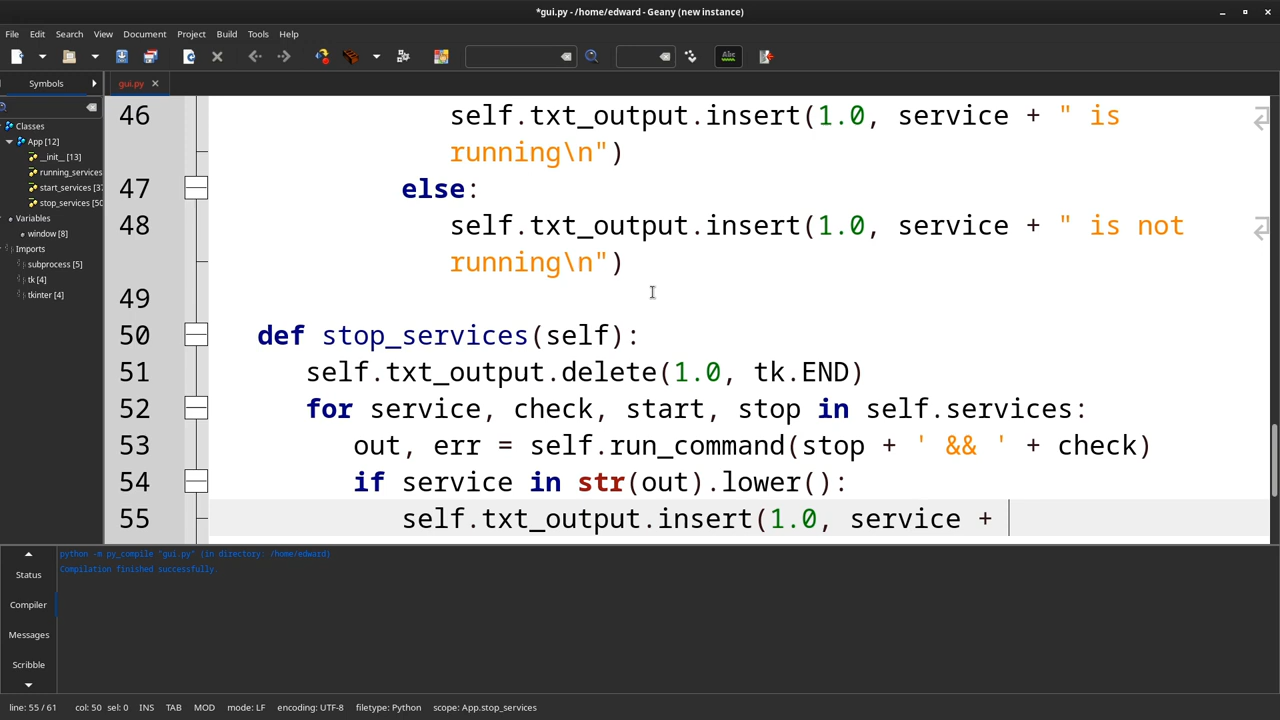 *gui.py - /home/edward - Geany (new instance)
File Edit Search View Document Project Build Tools Help
Abc
Symbols
gui.py
Classes
App [12]
__init__ [13]
running_services
start_services [37
stop_services [50
Variables
window [8]
Imports
subprocess [5]
tk [4]
tkinter [4]
46 self.txt_output.insert(1.0, service + " is
running\n")
47 else:
48 self.txt_output.insert(1.0, service + " is not
running\n")
49
50 def stop_services(self):
51 self.txt_output.delete(1.0, tk.END)
52 for service, check, start, stop in self.services:
53 out, err = self.run_command(stop + ' && ' + check)
54 if service in str(out).lower():
55 self.txt_output.insert(1.0, service +
Status
Compiler
Messages
Scribble
python -m py_compile "gui.py" (in directory: /home/edward)
Compilation finished successfully.
line: 55 / 61 col: 50 sel: 0 INS TAB MOD mode: LF encoding: UTF-8 filetype: Python scope: App.stop_services